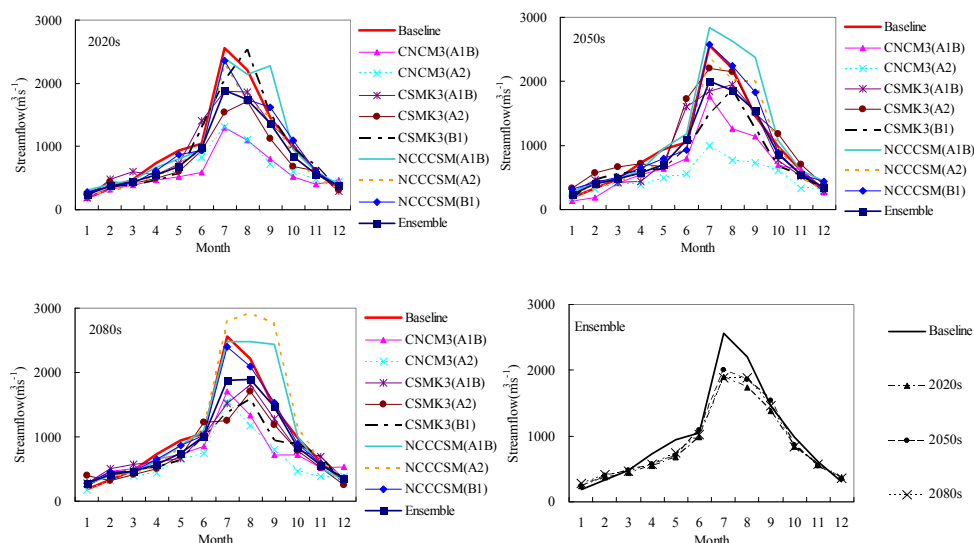 2020s
Streamflow(m³s⁻¹)
3000
2000
1000
0
1 2 3 4 5 6 7 8 9 10 11 12
Month
Baseline
CNCM3(A1B)
CNCM3(A2)
CSMK3(A1B)
CSMK3(A2)
CSMK3(B1)
NCCCSM(A1B)
NCCCSM(A2)
NCCCSM(B1)
Ensemble
2050s
Streamflow(m³s⁻¹)
3000
2000
1000
0
1 2 3 4 5 6 7 8 9 10 11 12
Month
Baseline
CNCM3(A1B)
CNCM3(A2)
CSMK3(A1B)
CSMK3(A2)
CSMK3(B1)
NCCCSM(A1B)
NCCCSM(A2)
NCCCSM(B1)
Ensemble
2080s
Streamflow(m³s⁻¹)
3000
2000
1000
0
1 2 3 4 5 6 7 8 9 10 11 12
Month
Baseline
CNCM3(A1B)
CNCM3(A2)
CSMK3(A1B)
CSMK3(A2)
CSMK3(B1)
NCCCSM(A1B)
NCCCSM(A2)
NCCCSM(B1)
Ensemble
Ensemble
Streamflow(m³s⁻¹)
3000
2000
1000
0
1 2 3 4 5 6 7 8 9 10 11 12
Month
Baseline
2020s
2050s
2080s